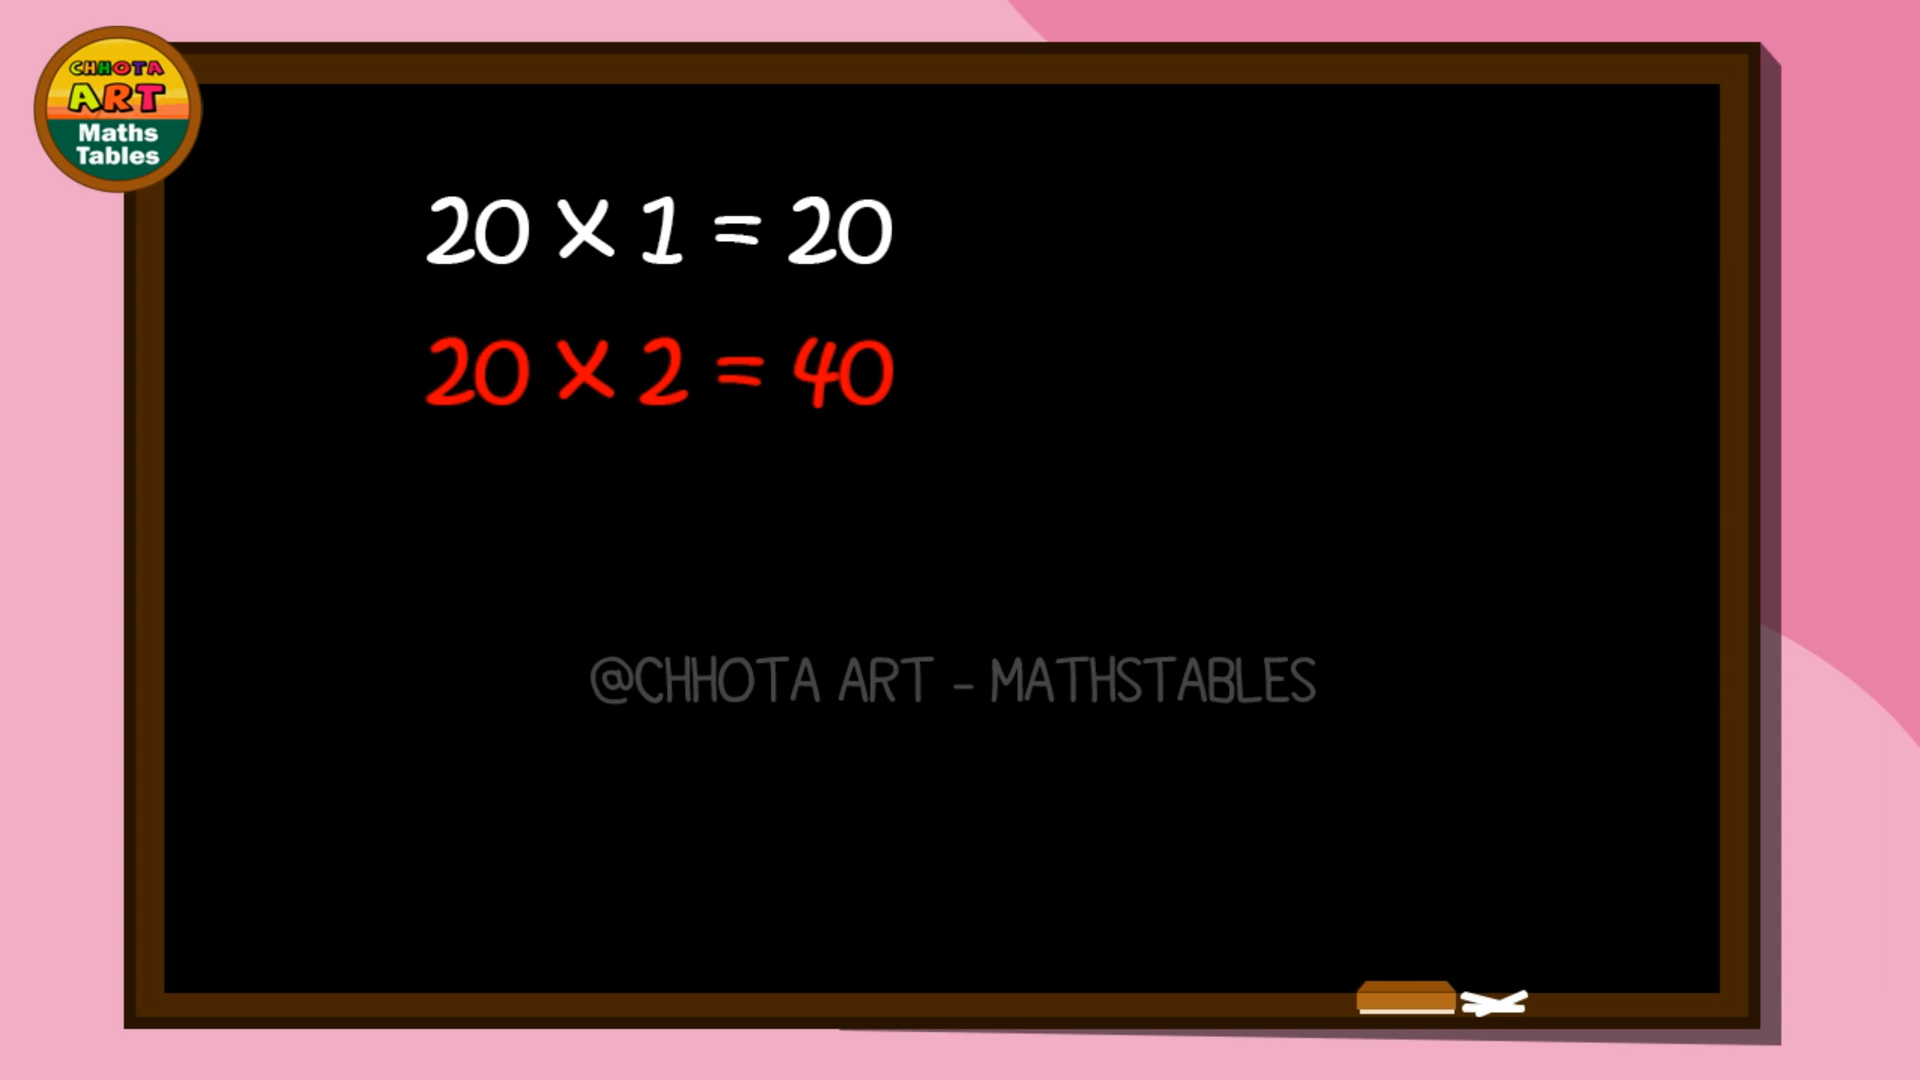 CHHOTA
ART
Maths
Tables
20 X 1 = 20
20 X 2 = 40
@CHHOTA ART - MATHSTABLES